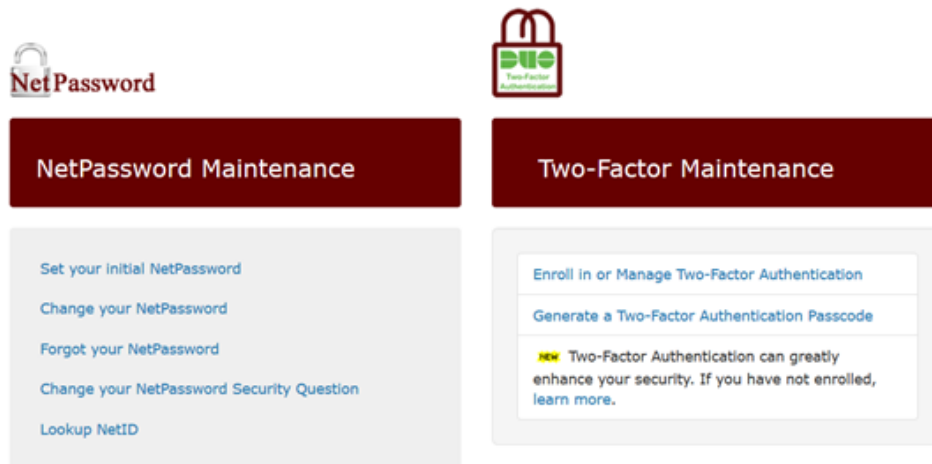 NetPassword
NetPassword Maintenance
Set your initial NetPassword
Change your NetPassword
Forgot your NetPassword
Change your NetPassword Security Question
Lookup NetID
DUO
Two-Factor
Authentication
Two-Factor Maintenance
Enroll in or Manage Two-Factor Authentication
Generate a Two-Factor Authentication Passcode
NEW Two-Factor Authentication can greatly
enhance your security. If you have not enrolled,
learn more.